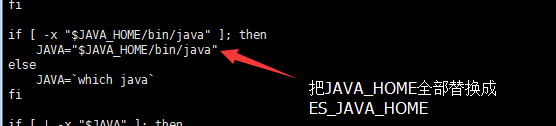 fi
if [ -x "$JAVA_HOME/bin/java" ]; then
JAVA="$JAVA_HOME/bin/java"
else
JAVA=`which java`
fi
把JAVA_HOME全部替换成
ES_JAVA_HOME
if [ ! -x "$JAVA" ]; then